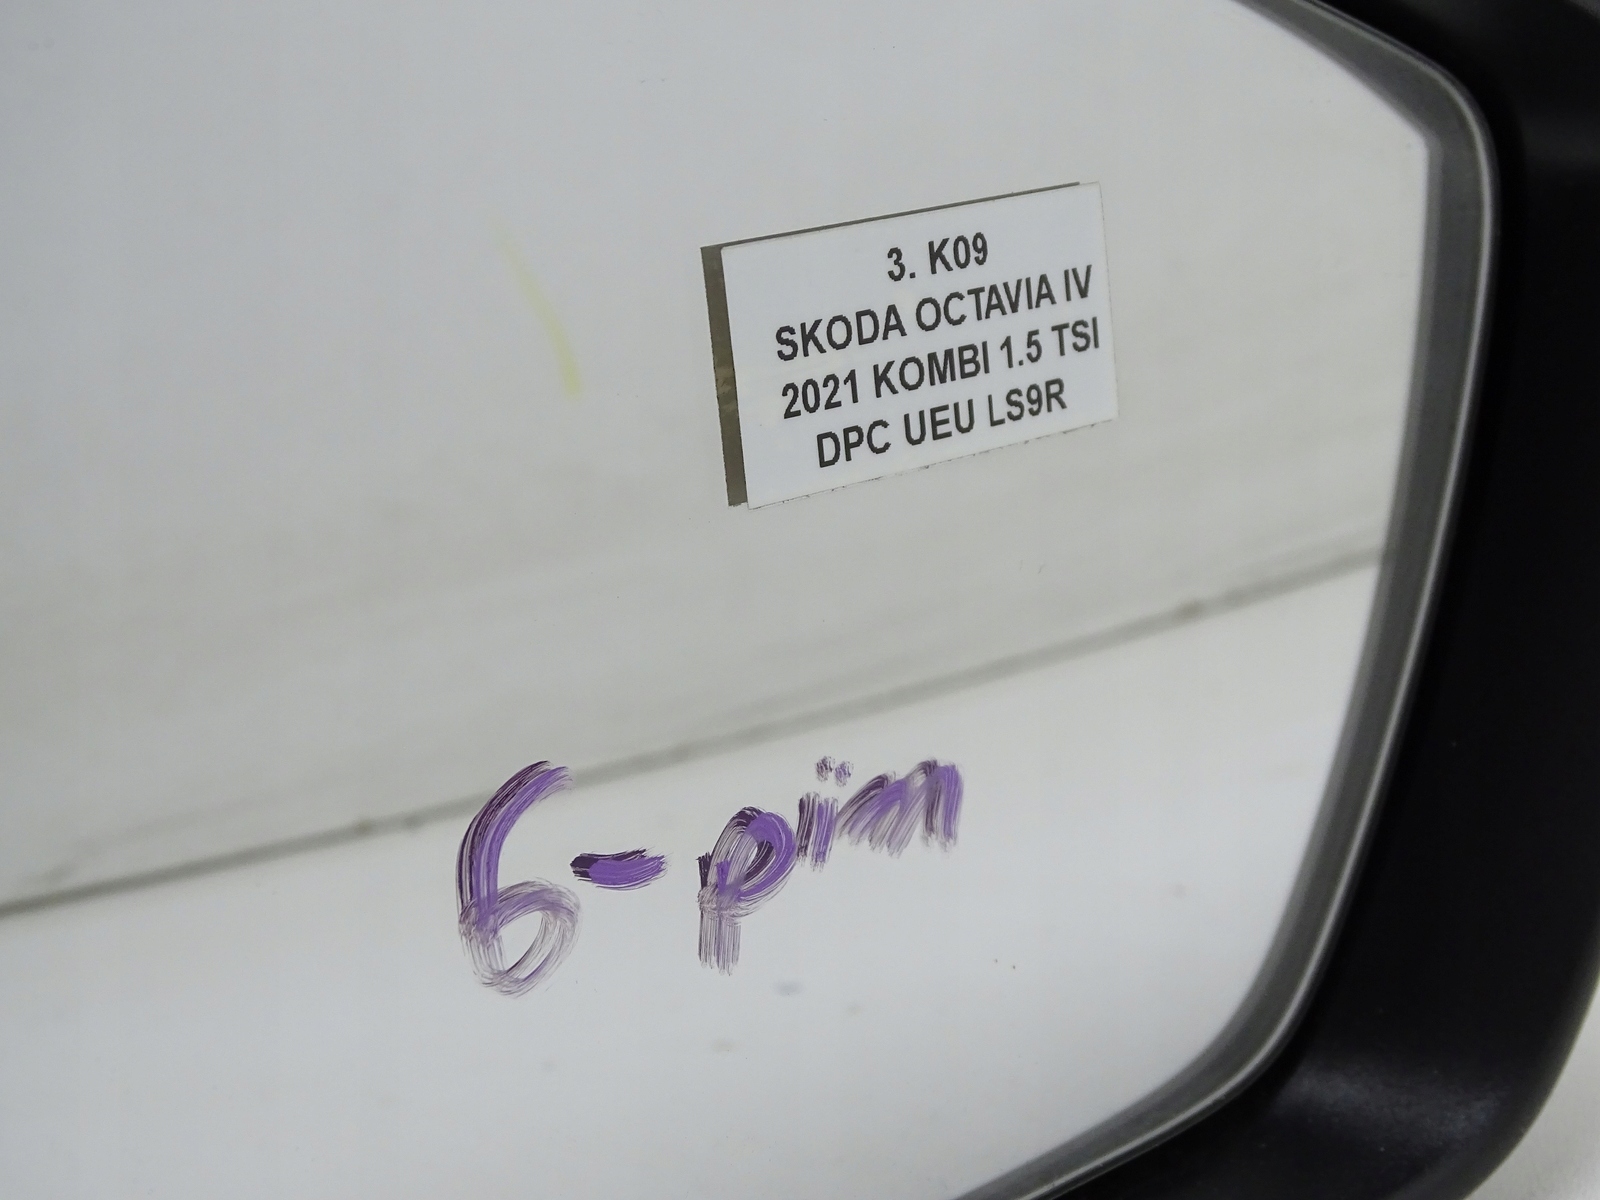 3. K09
SKODA OCTAVIA IV
2021 KOMBI 1.5 TSI
DPC UEU LS9R
6-pin